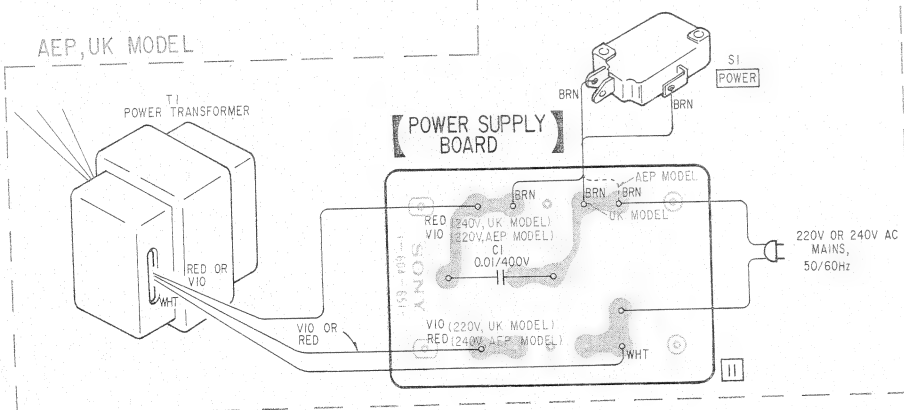 AEP, UK MODEL
T1
POWER TRANSFORMER
S1
POWER
BRN
BRN
POWER SUPPLY
BOARD
AEP MODEL
BRN
BRN
BRN
UK MODEL
RED (240V, UK MODEL)
VIO (220V, AEP MODEL)
C1
0.01/400V
SONY
220V OR 240V AC
MAINS,
50/60Hz
RED OR
VIO
WHT
VIO OR
RED
VIO (220V, UK MODEL)
RED (240V, AEP MODEL)
WHT
11